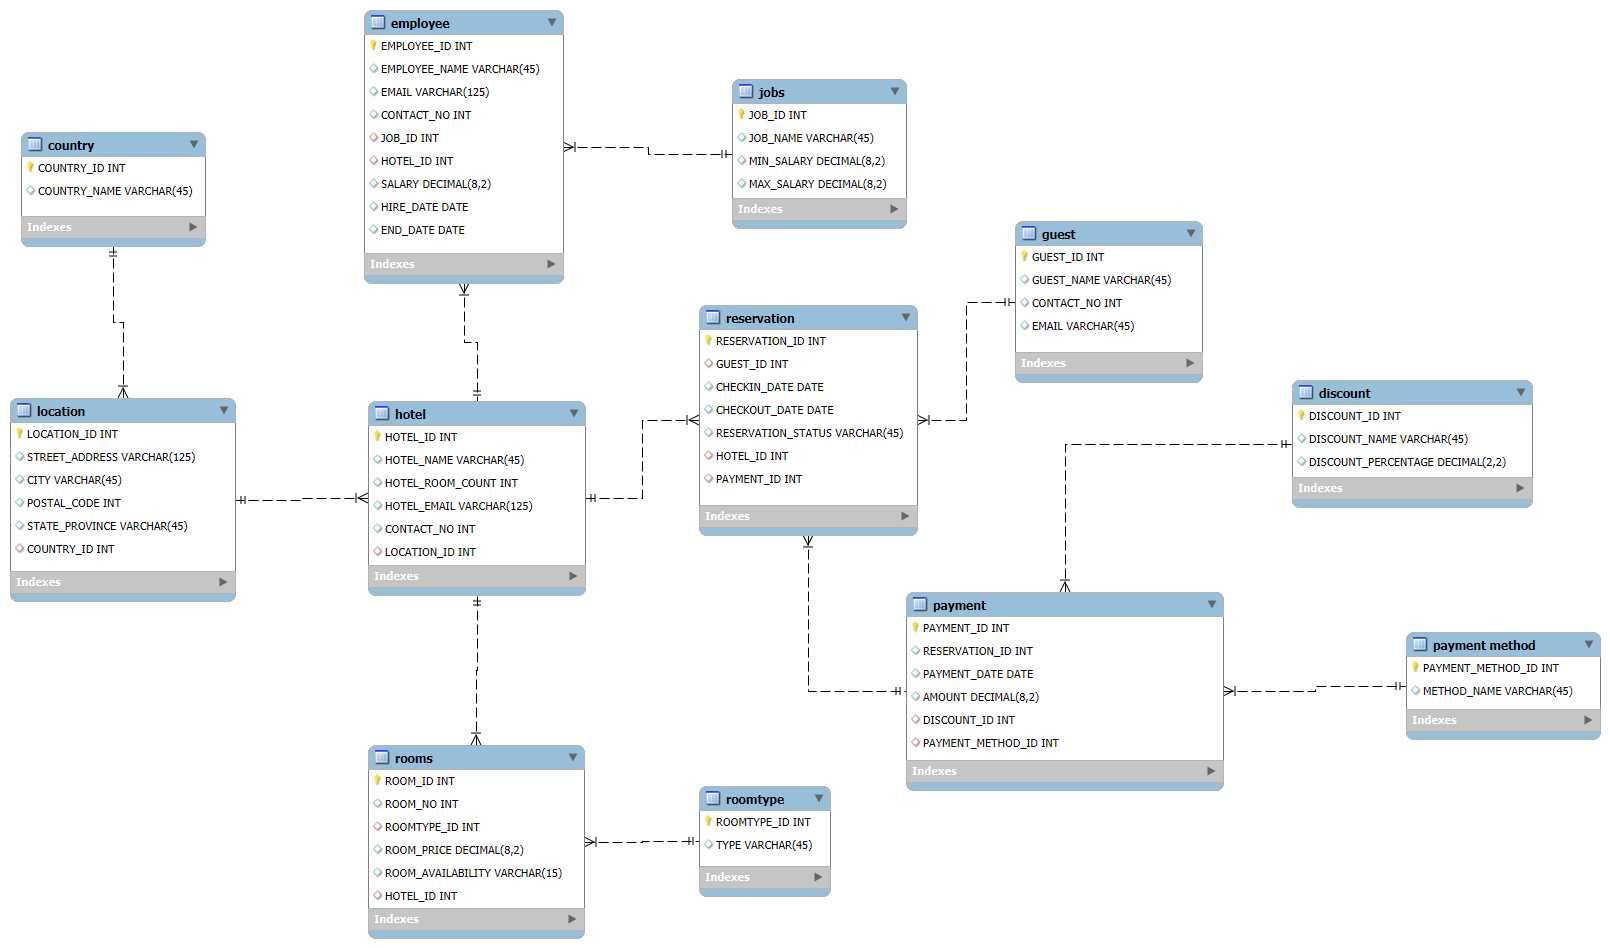 employee
EMPLOYEE_ID INT
EMPLOYEE_NAME VARCHAR(45)
EMAIL VARCHAR(125)
CONTACT_NO INT
JOB_ID INT
HOTEL_ID INT
SALARY DECIMAL(8,2)
HIRE_DATE DATE
END_DATE DATE
Indexes
jobs
JOB_ID INT
JOB_NAME VARCHAR(45)
MIN_SALARY DECIMAL(8,2)
MAX_SALARY DECIMAL(8,2)
Indexes
country
COUNTRY_ID INT
COUNTRY_NAME VARCHAR(45)
Indexes
guest
GUEST_ID INT
GUEST_NAME VARCHAR(45)
CONTACT_NO INT
EMAIL VARCHAR(45)
Indexes
reservation
RESERVATION_ID INT
GUEST_ID INT
CHECKIN_DATE DATE
CHECKOUT_DATE DATE
RESERVATION_STATUS VARCHAR(45)
HOTEL_ID INT
PAYMENT_ID INT
Indexes
discount
DISCOUNT_ID INT
DISCOUNT_NAME VARCHAR(45)
DISCOUNT_PERCENTAGE DECIMAL(2,2)
Indexes
location
LOCATION_ID INT
STREET_ADDRESS VARCHAR(125)
CITY VARCHAR(45)
POSTAL_CODE INT
STATE_PROVINCE VARCHAR(45)
COUNTRY_ID INT
Indexes
hotel
HOTEL_ID INT
HOTEL_NAME VARCHAR(45)
HOTEL_ROOM_COUNT INT
HOTEL_EMAIL VARCHAR(125)
CONTACT_NO INT
LOCATION_ID INT
Indexes
payment
PAYMENT_ID INT
RESERVATION_ID INT
PAYMENT_DATE DATE
AMOUNT DECIMAL(8,2)
DISCOUNT_ID INT
PAYMENT_METHOD_ID INT
Indexes
payment method
PAYMENT_METHOD_ID INT
METHOD_NAME VARCHAR(45)
Indexes
rooms
ROOM_ID INT
ROOM_NO INT
ROOMTYPE_ID INT
ROOM_PRICE DECIMAL(8,2)
ROOM_AVAILABILITY VARCHAR(15)
HOTEL_ID INT
Indexes
roomtype
ROOMTYPE_ID INT
TYPE VARCHAR(45)
Indexes